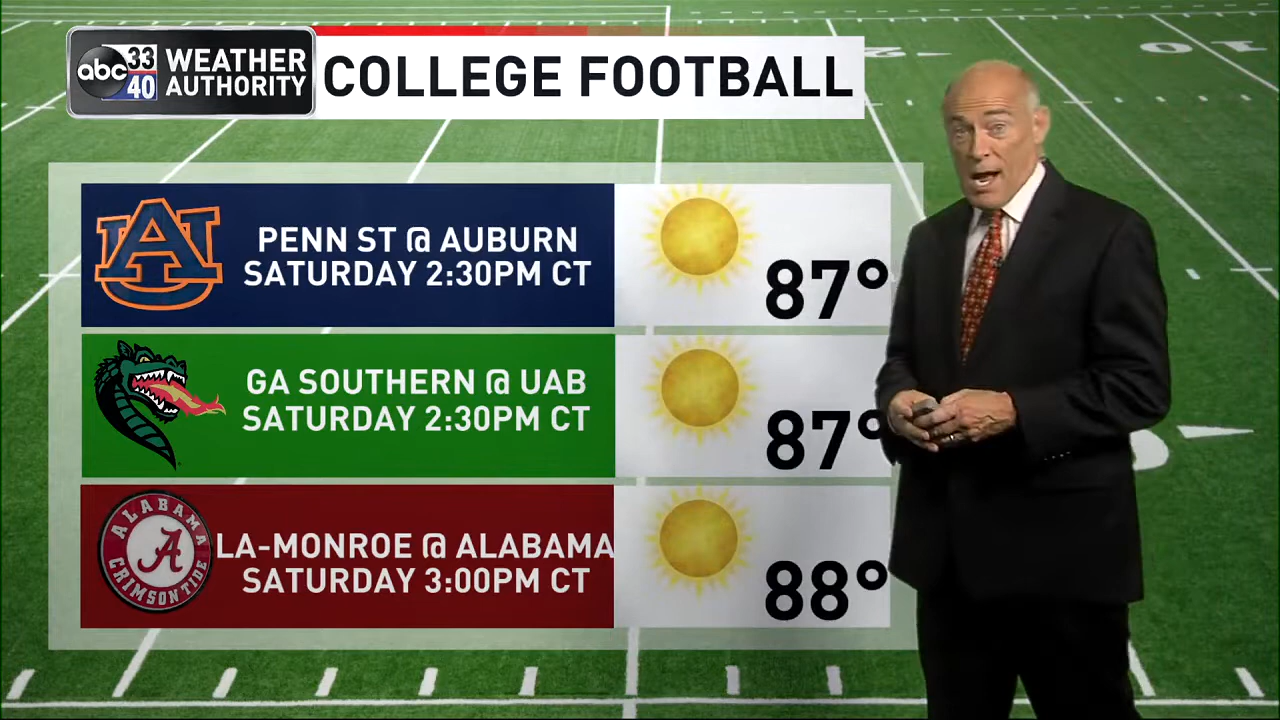 abc 33
40
WEATHER
AUTHORITY
COLLEGE FOOTBALL
PENN ST @ AUBURN
SATURDAY 2:30PM CT
87°
GA SOUTHERN @ UAB
SATURDAY 2:30PM CT
87°
ALABAMA
A
CRIMSON TIDE
LA-MONROE @ ALABAMA
SATURDAY 3:00PM CT
88°